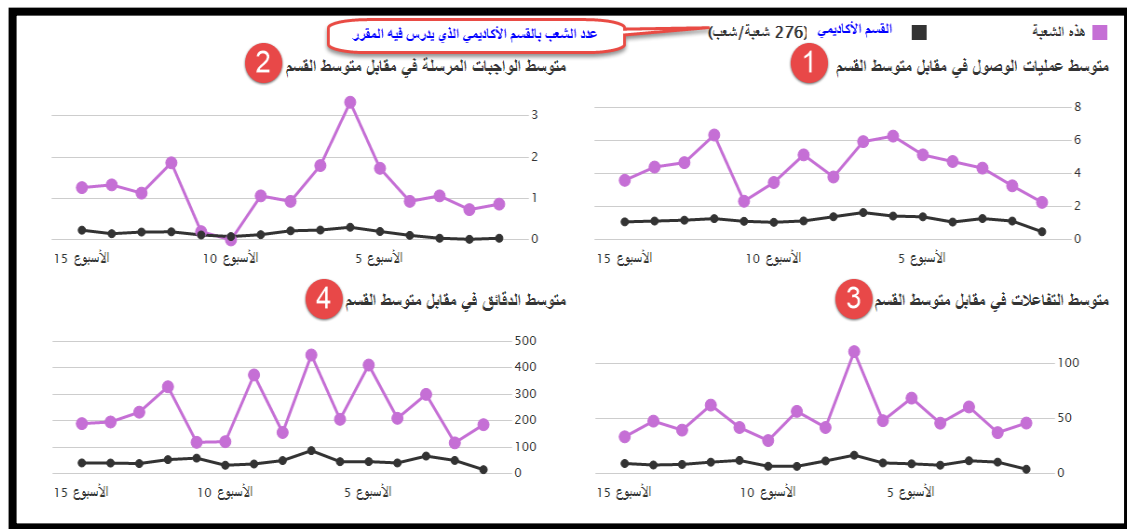 هذه الشعبة
القسم الأكاديمي (276 شعبة/شعب)
عدد الشعب بالقسم الأكاديمي الذي يدرس فيه المقرر
متوسط عمليات الوصول في مقابل متوسط القسم 1
8
6
4
2
0
الأسبوع 5
الأسبوع 10
الأسبوع 15
متوسط الواجبات المرسلة في مقابل متوسط القسم 2
3
2
1
0
الأسبوع 5
الأسبوع 10
الأسبوع 15
متوسط التفاعلات في مقابل متوسط القسم 3
100
50
0
الأسبوع 5
الأسبوع 10
الأسبوع 15
متوسط الدقائق في مقابل متوسط القسم 4
500
400
300
200
100
0
الأسبوع 5
الأسبوع 10
الأسبوع 15